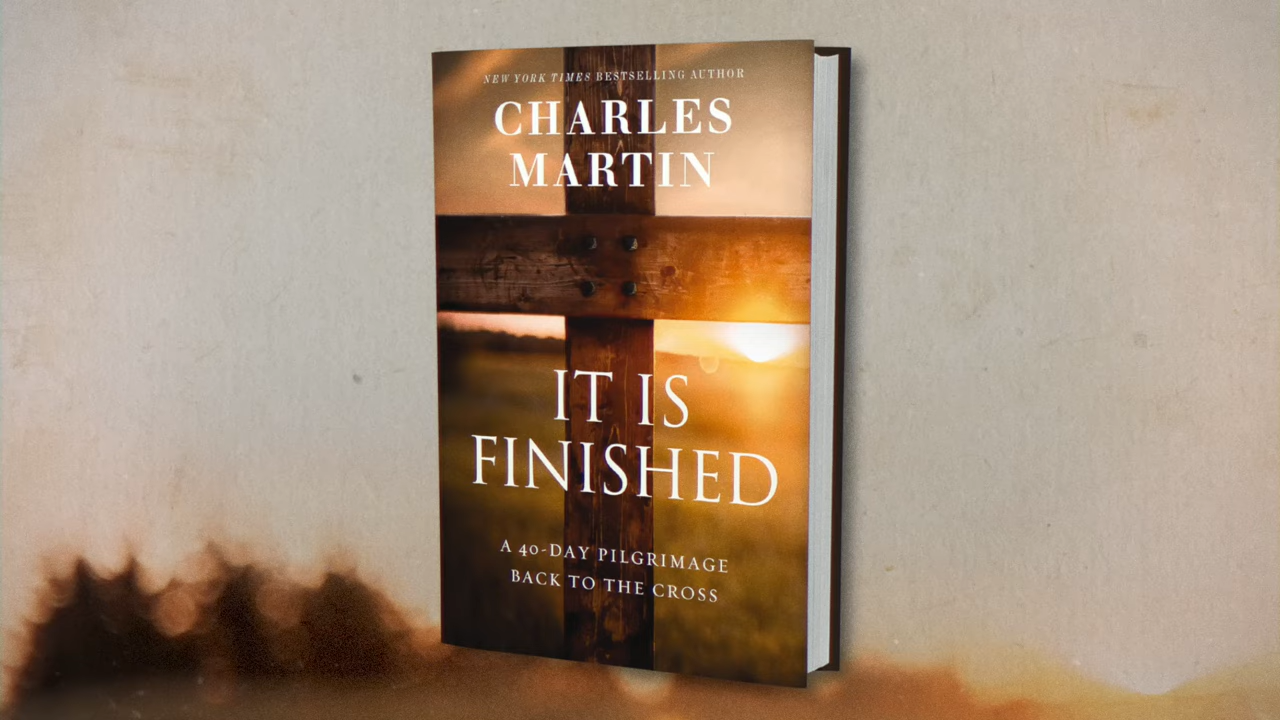 NEW YORK TIMES BESTSELLING AUTHOR
CHARLES
MARTIN
IT IS
FINISHED
A 40-DAY PILGRIMAGE
BACK TO THE CROSS